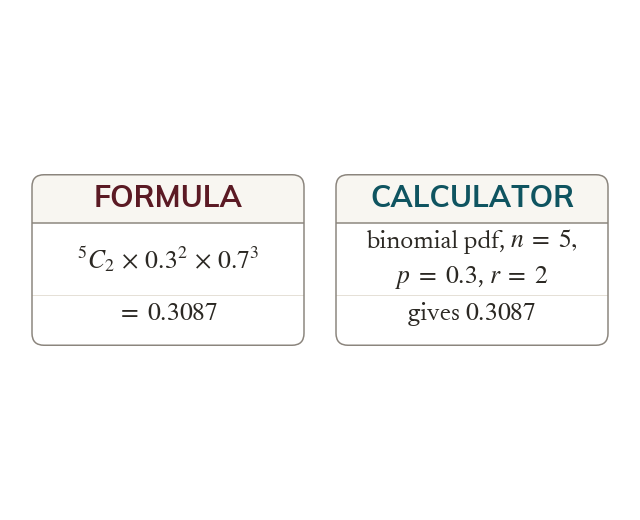 FORMULA
⁵C₂ × 0.3² × 0.7³
= 0.3087
CALCULATOR
binomial pdf, n = 5,
p = 0.3, r = 2
gives 0.3087